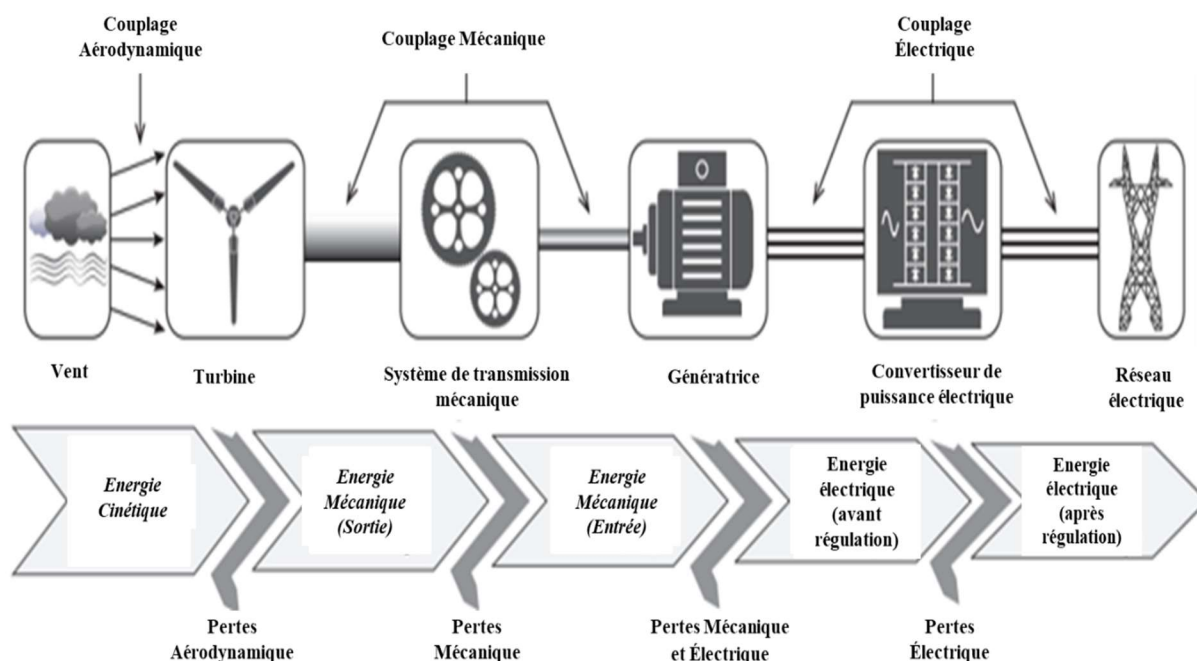 Couplage
Aérodynamique
Couplage Mécanique
Couplage
Électrique
Vent
Turbine
Système de transmission
mécanique
Génératrice
Convertisseur de
puissance électrique
Réseau
électrique
Energie
Cinétique
Energie
Mécanique
(Sortie)
Energie
Mécanique
(Entrée)
Energie
électrique
(avant
régulation)
Energie
électrique
(après
régulation)
Pertes
Aérodynamique
Pertes
Mécanique
Pertes Mécanique
et Électrique
Pertes
Électrique